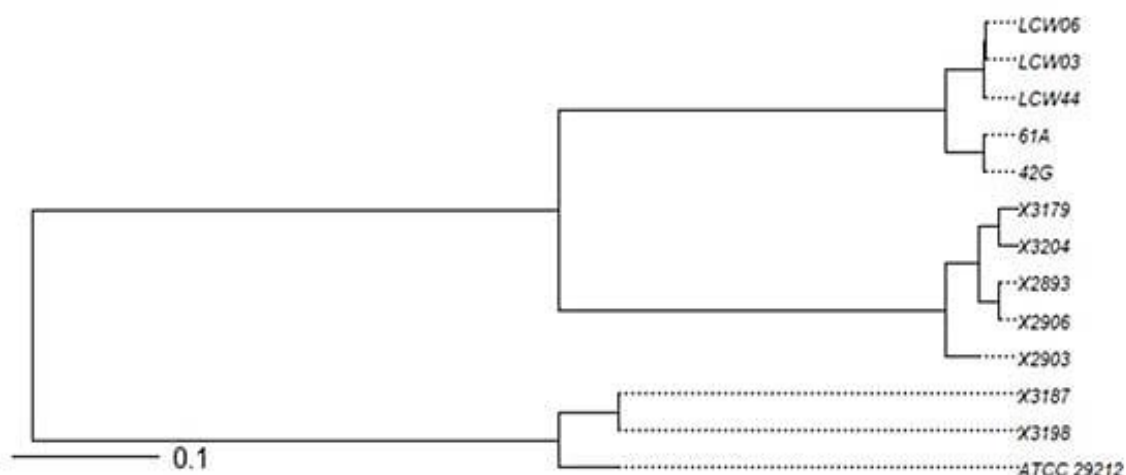 LCW06
LCW03
LCW44
61A
42G
X3179
X3204
X2893
X2906
X2903
X3187
X3198
0.1
ATCC 29212